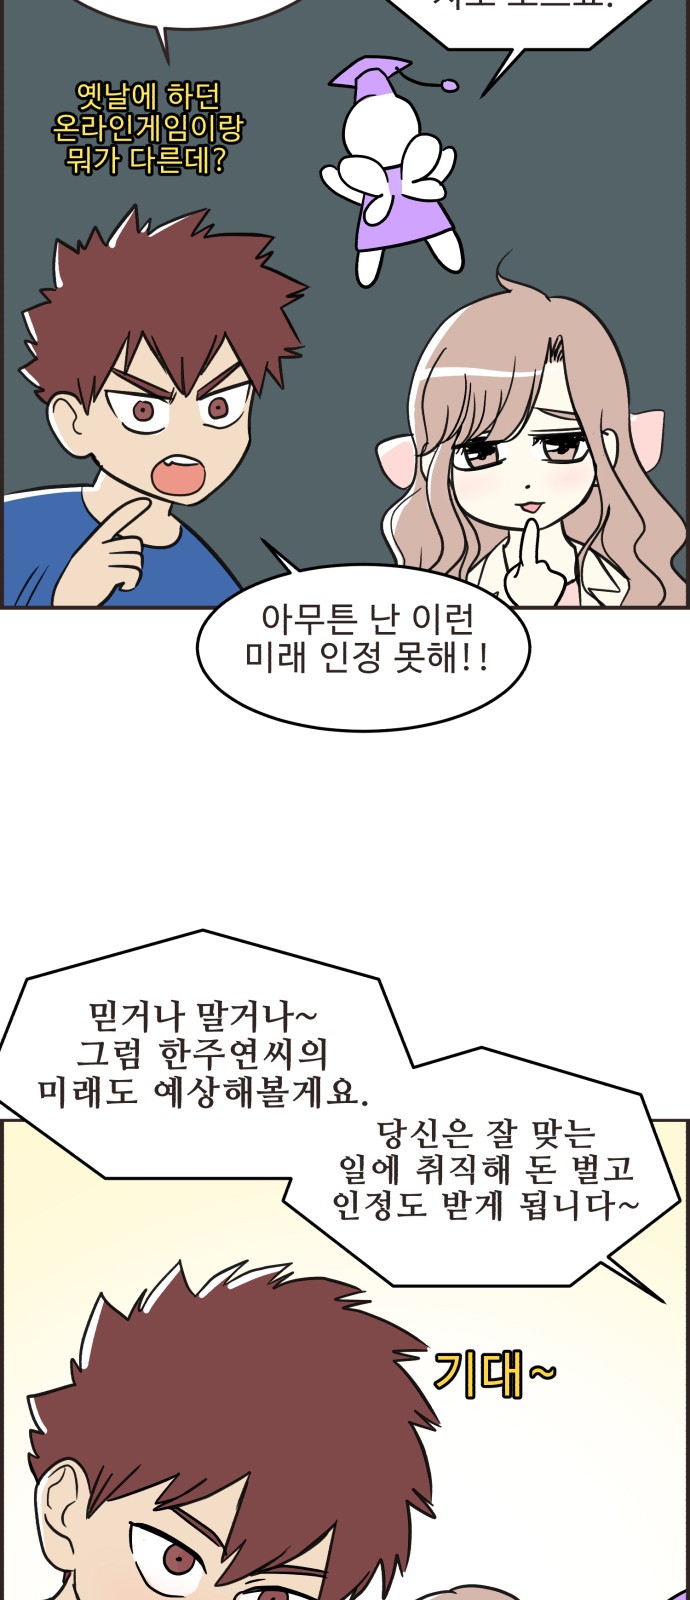 옛날에 하던
온라인게임이랑
뭐가 다른데?
아무튼 난 이런
미래 인정 못해!!
믿거나 말거나~
그럼 한주연씨의
미래도 예상해볼게요.
당신은 잘 맞는
일에 취직해 돈 벌고
인정도 받게 됩니다~
기대~